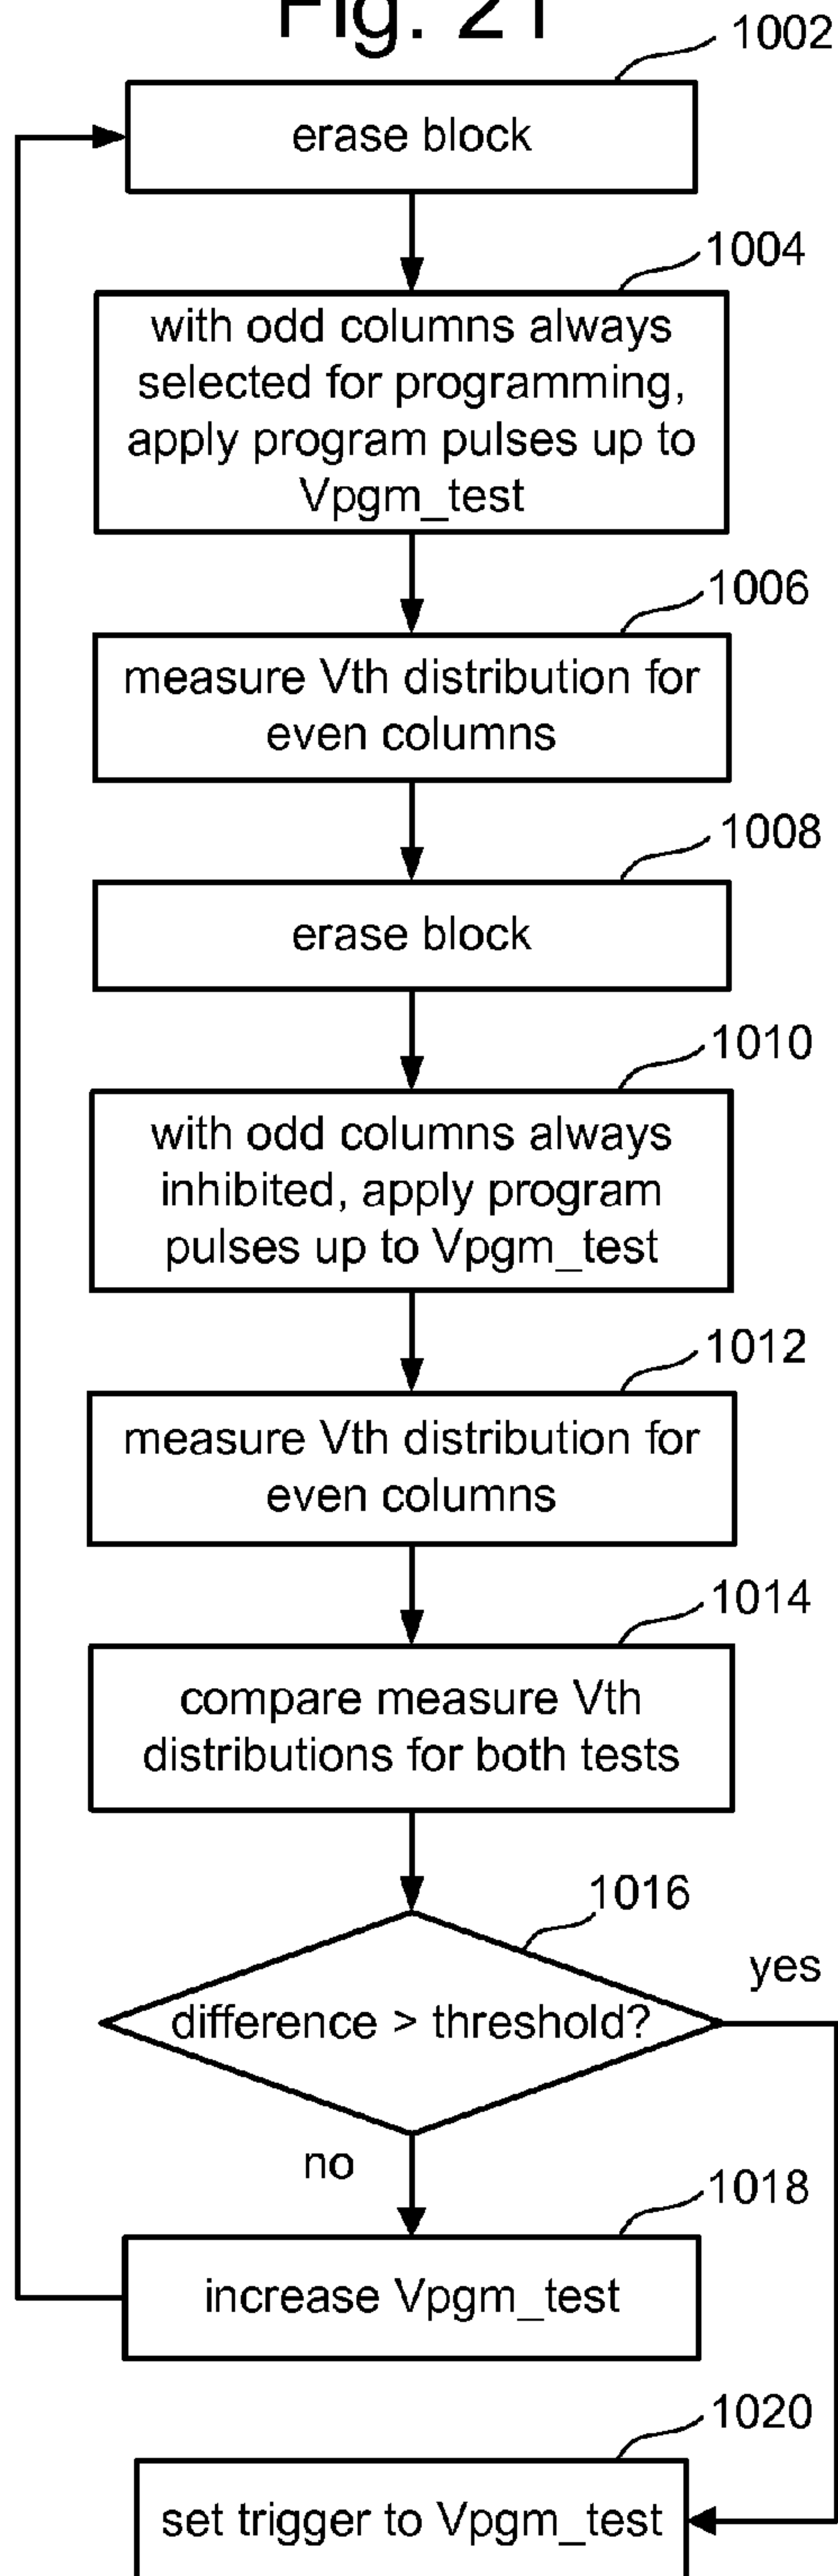 Fig. 21
1002
erase block
1004
with odd columns always
selected for programming,
apply program pulses up to
Vpgm_test
1006
measure Vth distribution for
even columns
1008
erase block
1010
with odd columns always
inhibited, apply program
pulses up to Vpgm_test
1012
measure Vth distribution for
even columns
1014
compare measure Vth
distributions for both tests
1016
difference > threshold?
yes
no
1018
increase Vpgm_test
1020
set trigger to Vpgm_test